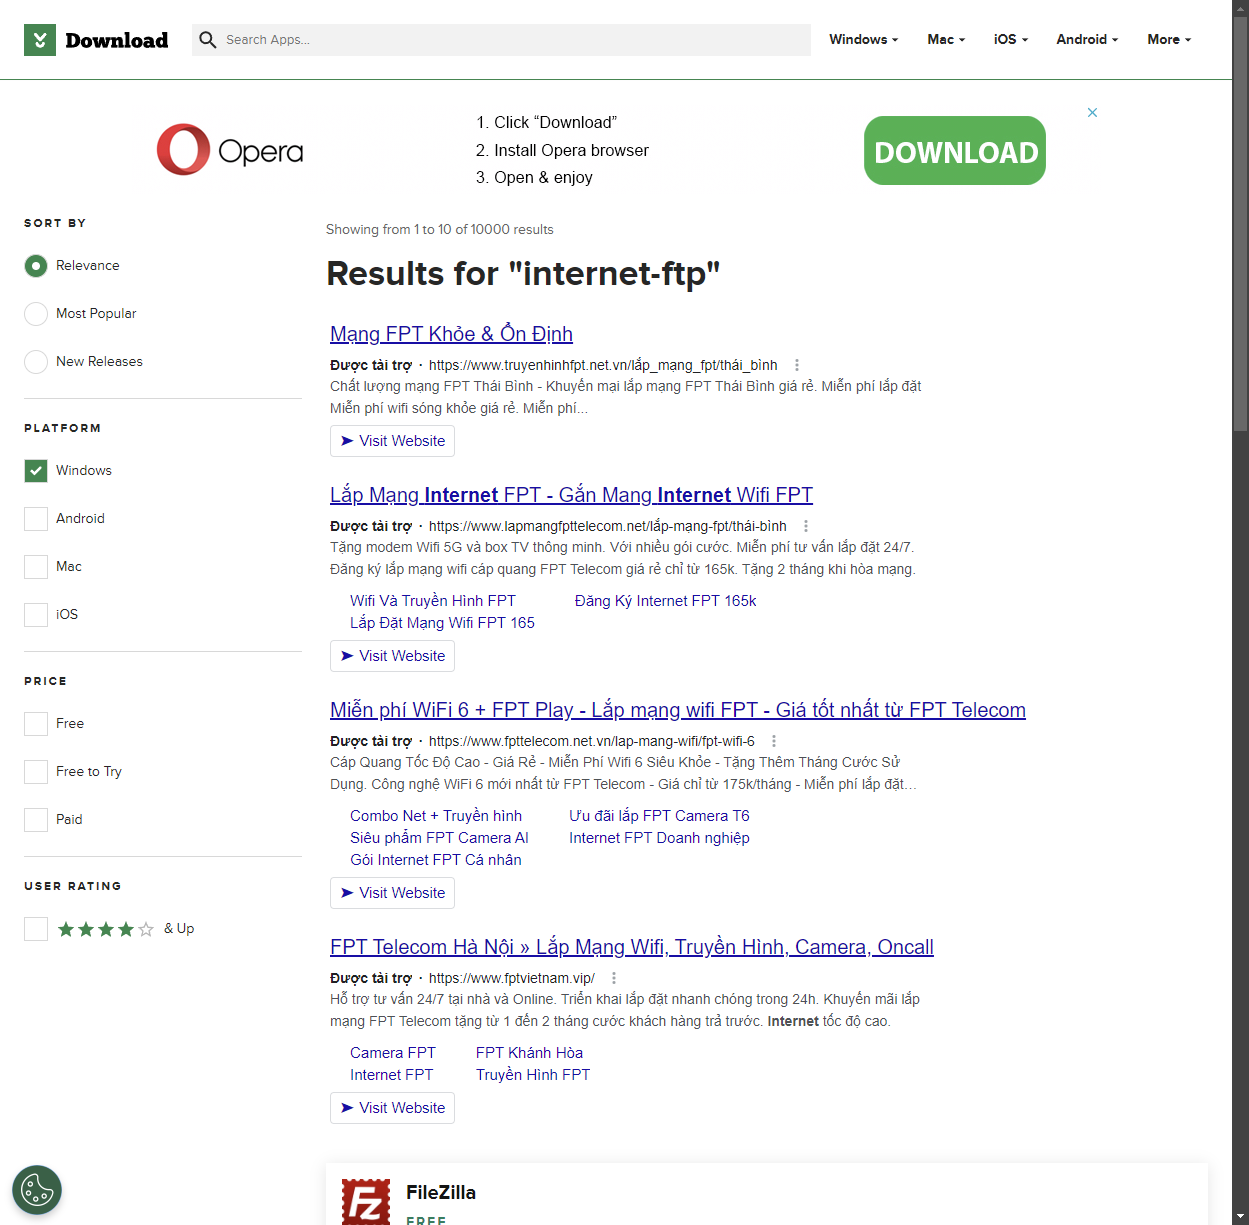 Download
Search Apps...
Windows
Mac
iOS
Android
More
Opera
1. Click “Download”
2. Install Opera browser
3. Open & enjoy
DOWNLOAD
SORT BY
Relevance
Most Popular
New Releases
PLATFORM
Windows
Android
Mac
iOS
PRICE
Free
Free to Try
Paid
USER RATING
& Up
Showing from 1 to 10 of 10000 results
Results for "internet-ftp"
Mạng FPT Khỏe & Ổn Định
Được tài trợ · https://www.truyenhinhfpt.net.vn/lắp_mạng_fpt/thái_bình
Chất lượng mạng FPT Thái Bình - Khuyến mại lắp mạng FPT Thái Bình giá rẻ. Miễn phí lắp đặt
Miễn phí wifi sóng khỏe giá rẻ. Miễn phí...
Visit Website
Lắp Mạng Internet FPT - Gắn Mang Internet Wifi FPT
Được tài trợ · https://www.lapmangfpttelecom.net/lắp-mạng-fpt/thái-bình
Tặng modem Wifi 5G và box TV thông minh. Với nhiều gói cước. Miễn phí tư vấn lắp đặt 24/7.
Đăng ký lắp mạng wifi cáp quang FPT Telecom giá rẻ chỉ từ 165k. Tặng 2 tháng khi hòa mạng.
Wifi Và Truyền Hình FPT
Đăng Ký Internet FPT 165k
Lắp Đặt Mạng Wifi FPT 165
Visit Website
Miễn phí WiFi 6 + FPT Play - Lắp mạng wifi FPT - Giá tốt nhất từ FPT Telecom
Được tài trợ · https://www.fpttelecom.net.vn/lap-mang-wifi/fpt-wifi-6
Cáp Quang Tốc Độ Cao - Giá Rẻ - Miễn Phí Wifi 6 Siêu Khỏe - Tặng Thêm Tháng Cước Sử
Dụng. Công nghệ WiFi 6 mới nhất từ FPT Telecom - Giá chỉ từ 175k/tháng - Miễn phí lắp đặt...
Combo Net + Truyền hình
Ưu đãi lắp FPT Camera T6
Siêu phẩm FPT Camera AI
Internet FPT Doanh nghiệp
Gói Internet FPT Cá nhân
Visit Website
FPT Telecom Hà Nội » Lắp Mạng Wifi, Truyền Hình, Camera, Oncall
Được tài trợ · https://www.fptvietnam.vip/
Hỗ trợ tư vấn 24/7 tại nhà và Online. Triển khai lắp đặt nhanh chóng trong 24h. Khuyến mãi lắp
mạng FPT Telecom tặng từ 1 đến 2 tháng cước khách hàng trả trước. Internet tốc độ cao.
Camera FPT
FPT Khánh Hòa
Internet FPT
Truyền Hình FPT
Visit Website
Fz
FileZilla
FREE